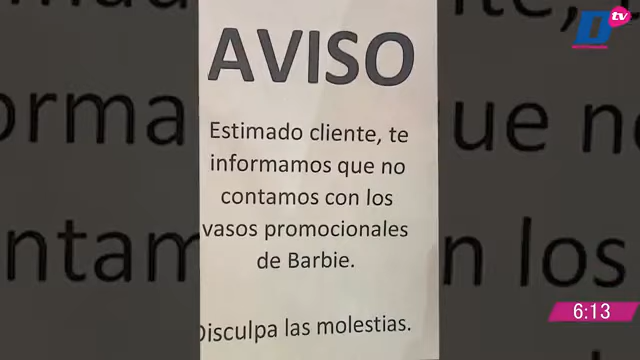 tv
D
AVISO
Estimado cliente, te
informamos que no
contamos con los
vasos promocionales
de Barbie.
Disculpa las molestias.
6:13